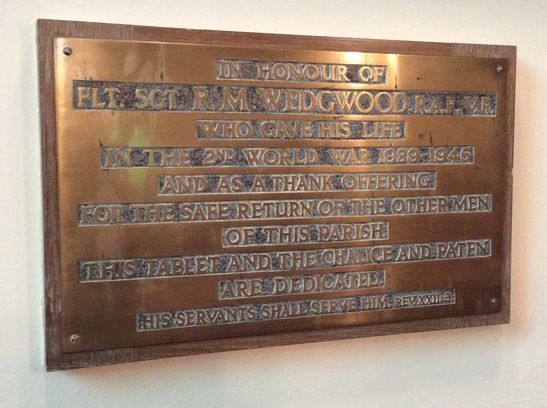 IN HONOUR OF
FLT. SGT. R. M. WEDGWOOD. R.A.F., V.R.
WHO GAVE HIS LIFE
IN THE 2ND. WORLD WAR. 1939-1945
AND AS A THANK OFFERING
FOR THE SAFE RETURN OF THE OTHER MEN
OF THIS PARISH
THIS TABLET AND THE CHALICE AND PATEN
ARE DEDICATED.
HIS SERVANTS SHALL SERVE HIM. REV. XXII. 3